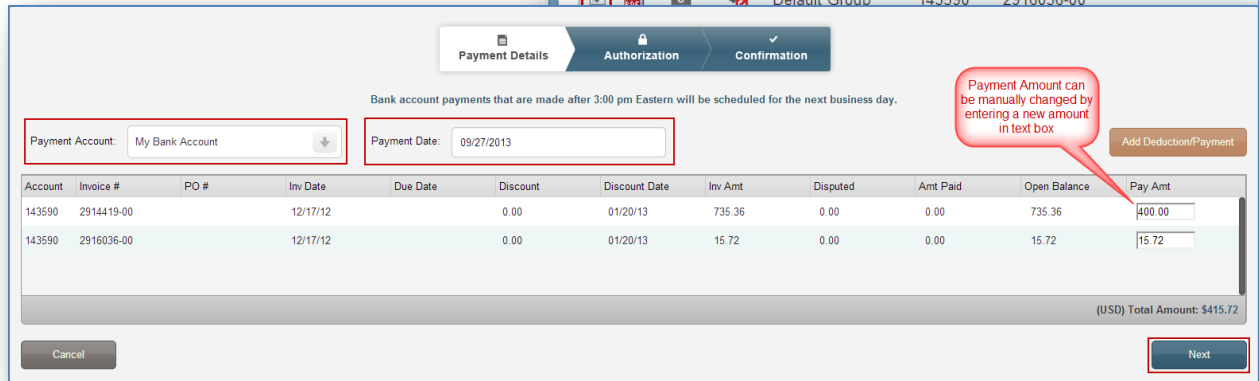 Default Group 143590 2916036-00
Payment Details
Authorization
Confirmation
Bank account payments that are made after 3:00 pm Eastern will be scheduled for the next business day.
Payment Amount can
be manually changed by
entering a new amount
in text box
Payment Account: My Bank Account
Payment Date: 09/27/2013
Add Deduction/Payment
Account Invoice # PO # Inv Date Due Date Discount Discount Date Inv Amt Disputed Amt Paid Open Balance Pay Amt
143590 2914419-00 12/17/12 0.00 01/20/13 735.36 0.00 0.00 735.36 400.00
143590 2916036-00 12/17/12 0.00 01/20/13 15.72 0.00 0.00 15.72 15.72
(USD) Total Amount: $415.72
Cancel
Next